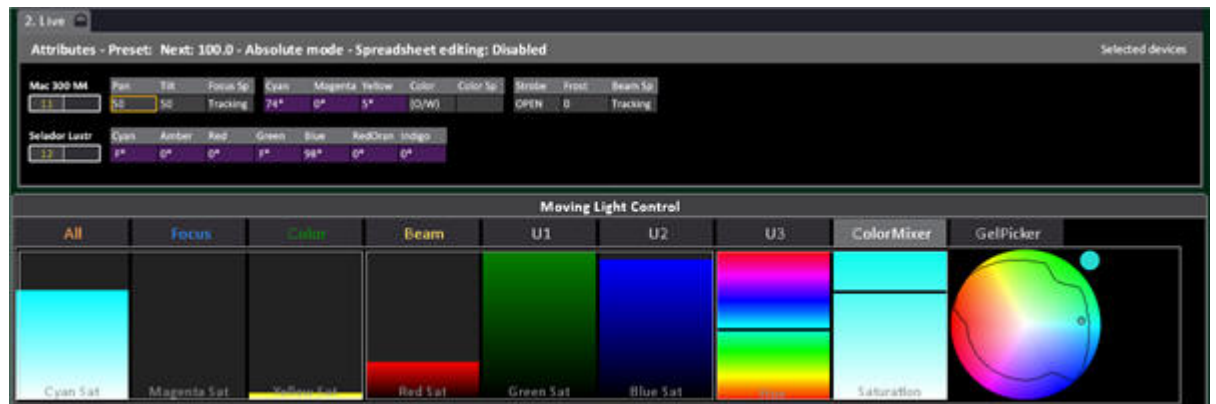 2. Live
Attributes - Preset: Next: 100.0 - Absolute mode - Spreadsheet editing: Disabled Selected devices
Mac 300 M4 Pan Tilt Focus Sp Cyan Magenta Yellow Color Color Sp Strobe Frost Beam Sp
11 50 50 Tracking 74* 0* 5* (O/W) OPEN 0 Tracking
Selador Lustr Cyan Amber Red Green Blue RedOran Indigo
12 F* 0* 0* F* 98* 0* 0*
Moving Light Control
All Focus Color Beam U1 U2 U3 ColorMixer GelPicker
Cyan Sat Magenta Sat Yellow Sat Red Sat Green Sat Blue Sat Saturation